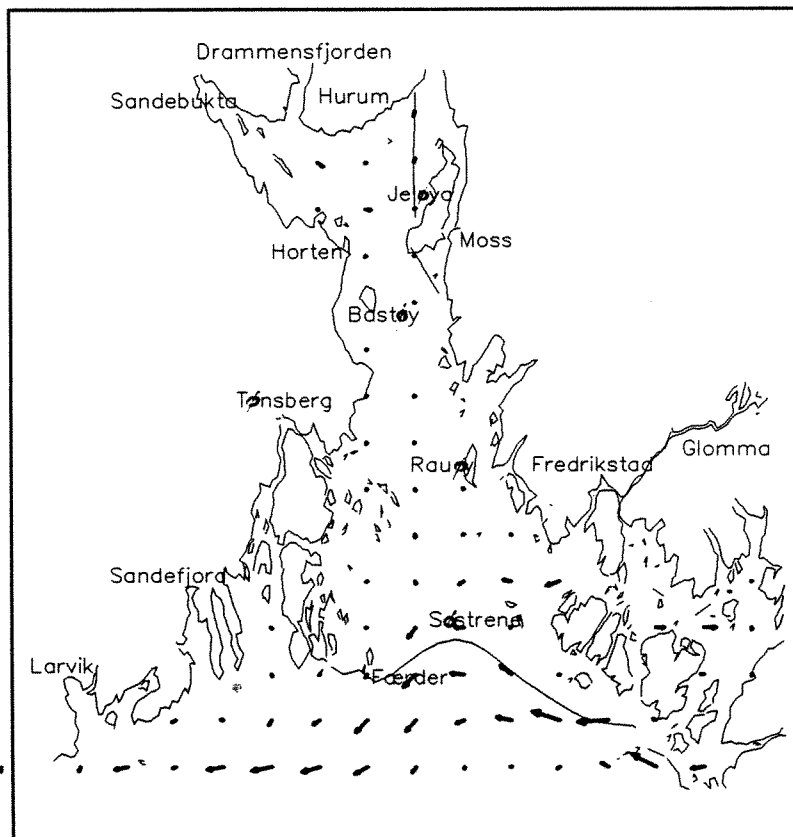 Drammensfjorden
Sandebukta
Hurum
Jeløya
Horten
Moss
Bastøy
Tønsberg
Rauøy
Fredrikstad
Glomma
Sandefjord
Søstrene
Larvik
Færder